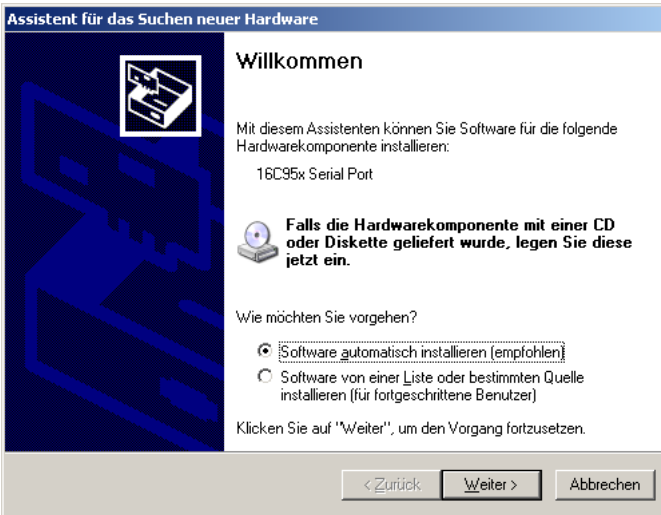 Assistent für das Suchen neuer Hardware
Willkommen
Mit diesem Assistenten können Sie Software für die folgende
Hardwarekomponente installieren:
16C95x Serial Port
Falls die Hardwarekomponente mit einer CD
oder Diskette geliefert wurde, legen Sie diese
jetzt ein.
Wie möchten Sie vorgehen?
Software automatisch installieren (empfohlen)
Software von einer Liste oder bestimmten Quelle
installieren (für fortgeschrittene Benutzer)
Klicken Sie auf "Weiter", um den Vorgang fortzusetzen.
< Zurück Weiter > Abbrechen